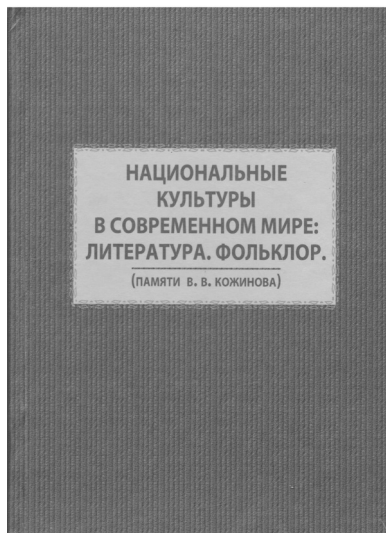 НАЦИОНАЛЬНЫЕ
КУЛЬТУРЫ
В СОВРЕМЕННОМ МИРЕ:
ЛИТЕРАТУРА. ФОЛЬКЛОР.
(ПАМЯТИ В. В. КОЖИНОВА)